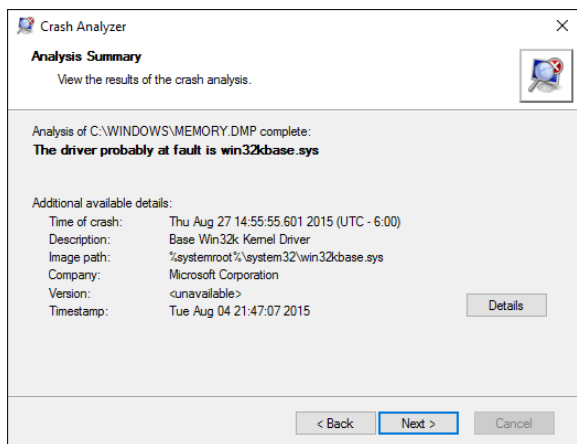 Crash Analyzer
Analysis Summary
View the results of the crash analysis.
Analysis of C:\WINDOWS\MEMORY.DMP complete:
The driver probably at fault is win32kbase.sys
Additional available details:
Time of crash: Thu Aug 27 14:55:55.601 2015 (UTC - 6:00)
Description: Base Win32k Kernel Driver
Image path: %systemroot%\system32\win32kbase.sys
Company: Microsoft Corporation
Version: <unavailable>
Timestamp: Tue Aug 04 21:47:07 2015
Details
< Back Next > Cancel